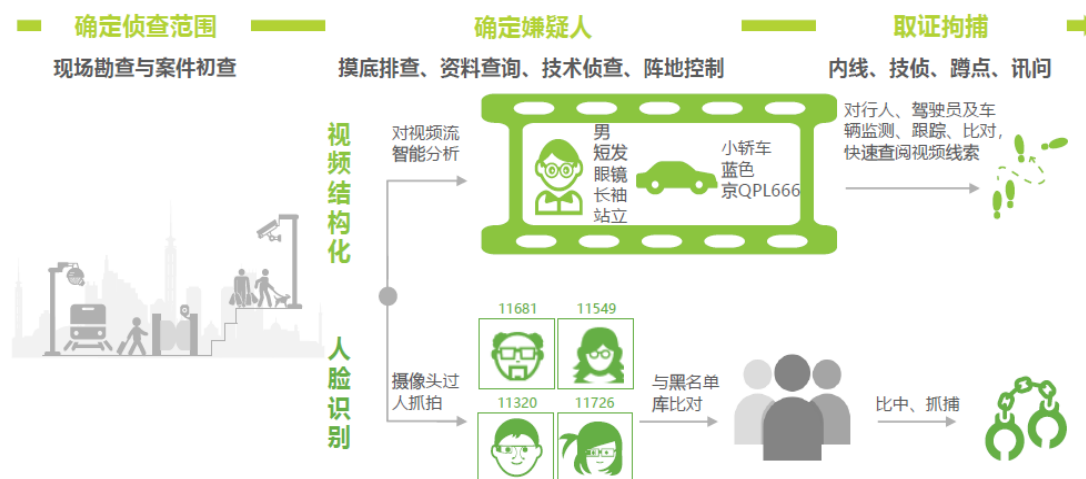 确定侦查范围
确定嫌疑人
取证拘捕
现场勘查与案件初查
摸底排查、资料查询、技术侦查、阵地控制
内线、技侦、蹲点、讯问
视频结构化
对视频流
智能分析
男
短发
眼镜
长袖
站立
小轿车
蓝色
京QPL666
对行人、驾驶员及车
辆监测、跟踪、比对，
快速查阅视频线索
人脸识别
摄像头过
人抓拍
11681
11549
11320
11726
与黑名单
库比对
比中、抓捕